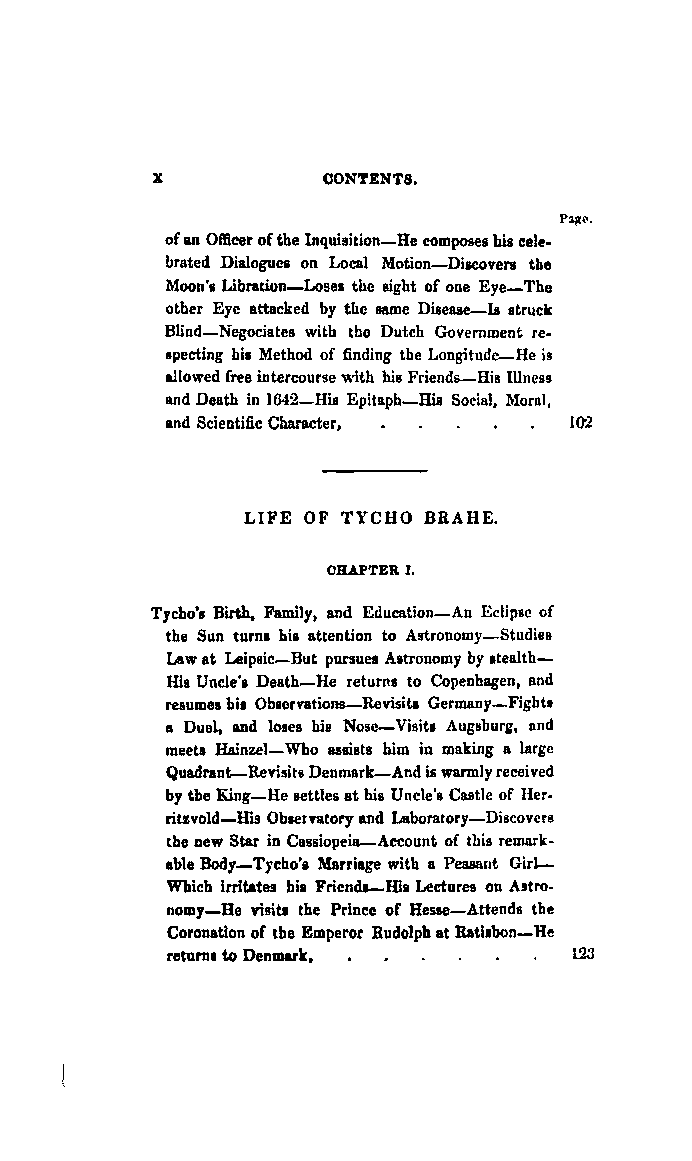 x CONTENTS.
Page.
of an Officer of the Inquisition—He composes his cele-
brated Dialogues on Local Motion—Discovers the
Moon's Libration—Loses the sight of one Eye—The
other Eye attacked by the same Disease—Is struck
Blind—Negociates with the Dutch Government re-
specting his Method of finding the Longitude—He is
allowed free intercourse with his Friends—His Illness
and Death in 1642—His Epitaph—His Social, Moral,
and Scientific Character, . . . . . 102
LIFE OF TYCHO BRAHE.
CHAPTER I.
Tycho's Birth, Family, and Education—An Eclipse of
the Sun turns his attention to Astronomy—Studies
Law at Leipsic—But pursues Astronomy by stealth—
His Uncle's Death—He returns to Copenhagen, and
resumes his Observations—Revisits Germany—Fights
a Duel, and loses his Nose—Visits Augsburg, and
meets Hainzel—Who assists him in making a large
Quadrant—Revisits Denmark—And is warmly received
by the King—He settles at his Uncle's Castle of Her-
ritzvold—His Observatory and Laboratory—Discovers
the new Star in Cassiopeia—Account of this remark-
able Body—Tycho's Marriage with a Peasant Girl—
Which irritates his Friends—His Lectures on Astro-
nomy—He visits the Prince of Hesse—Attends the
Coronation of the Emperor Rudolph at Ratisbon—He
returns to Denmark, . . . . . . 123